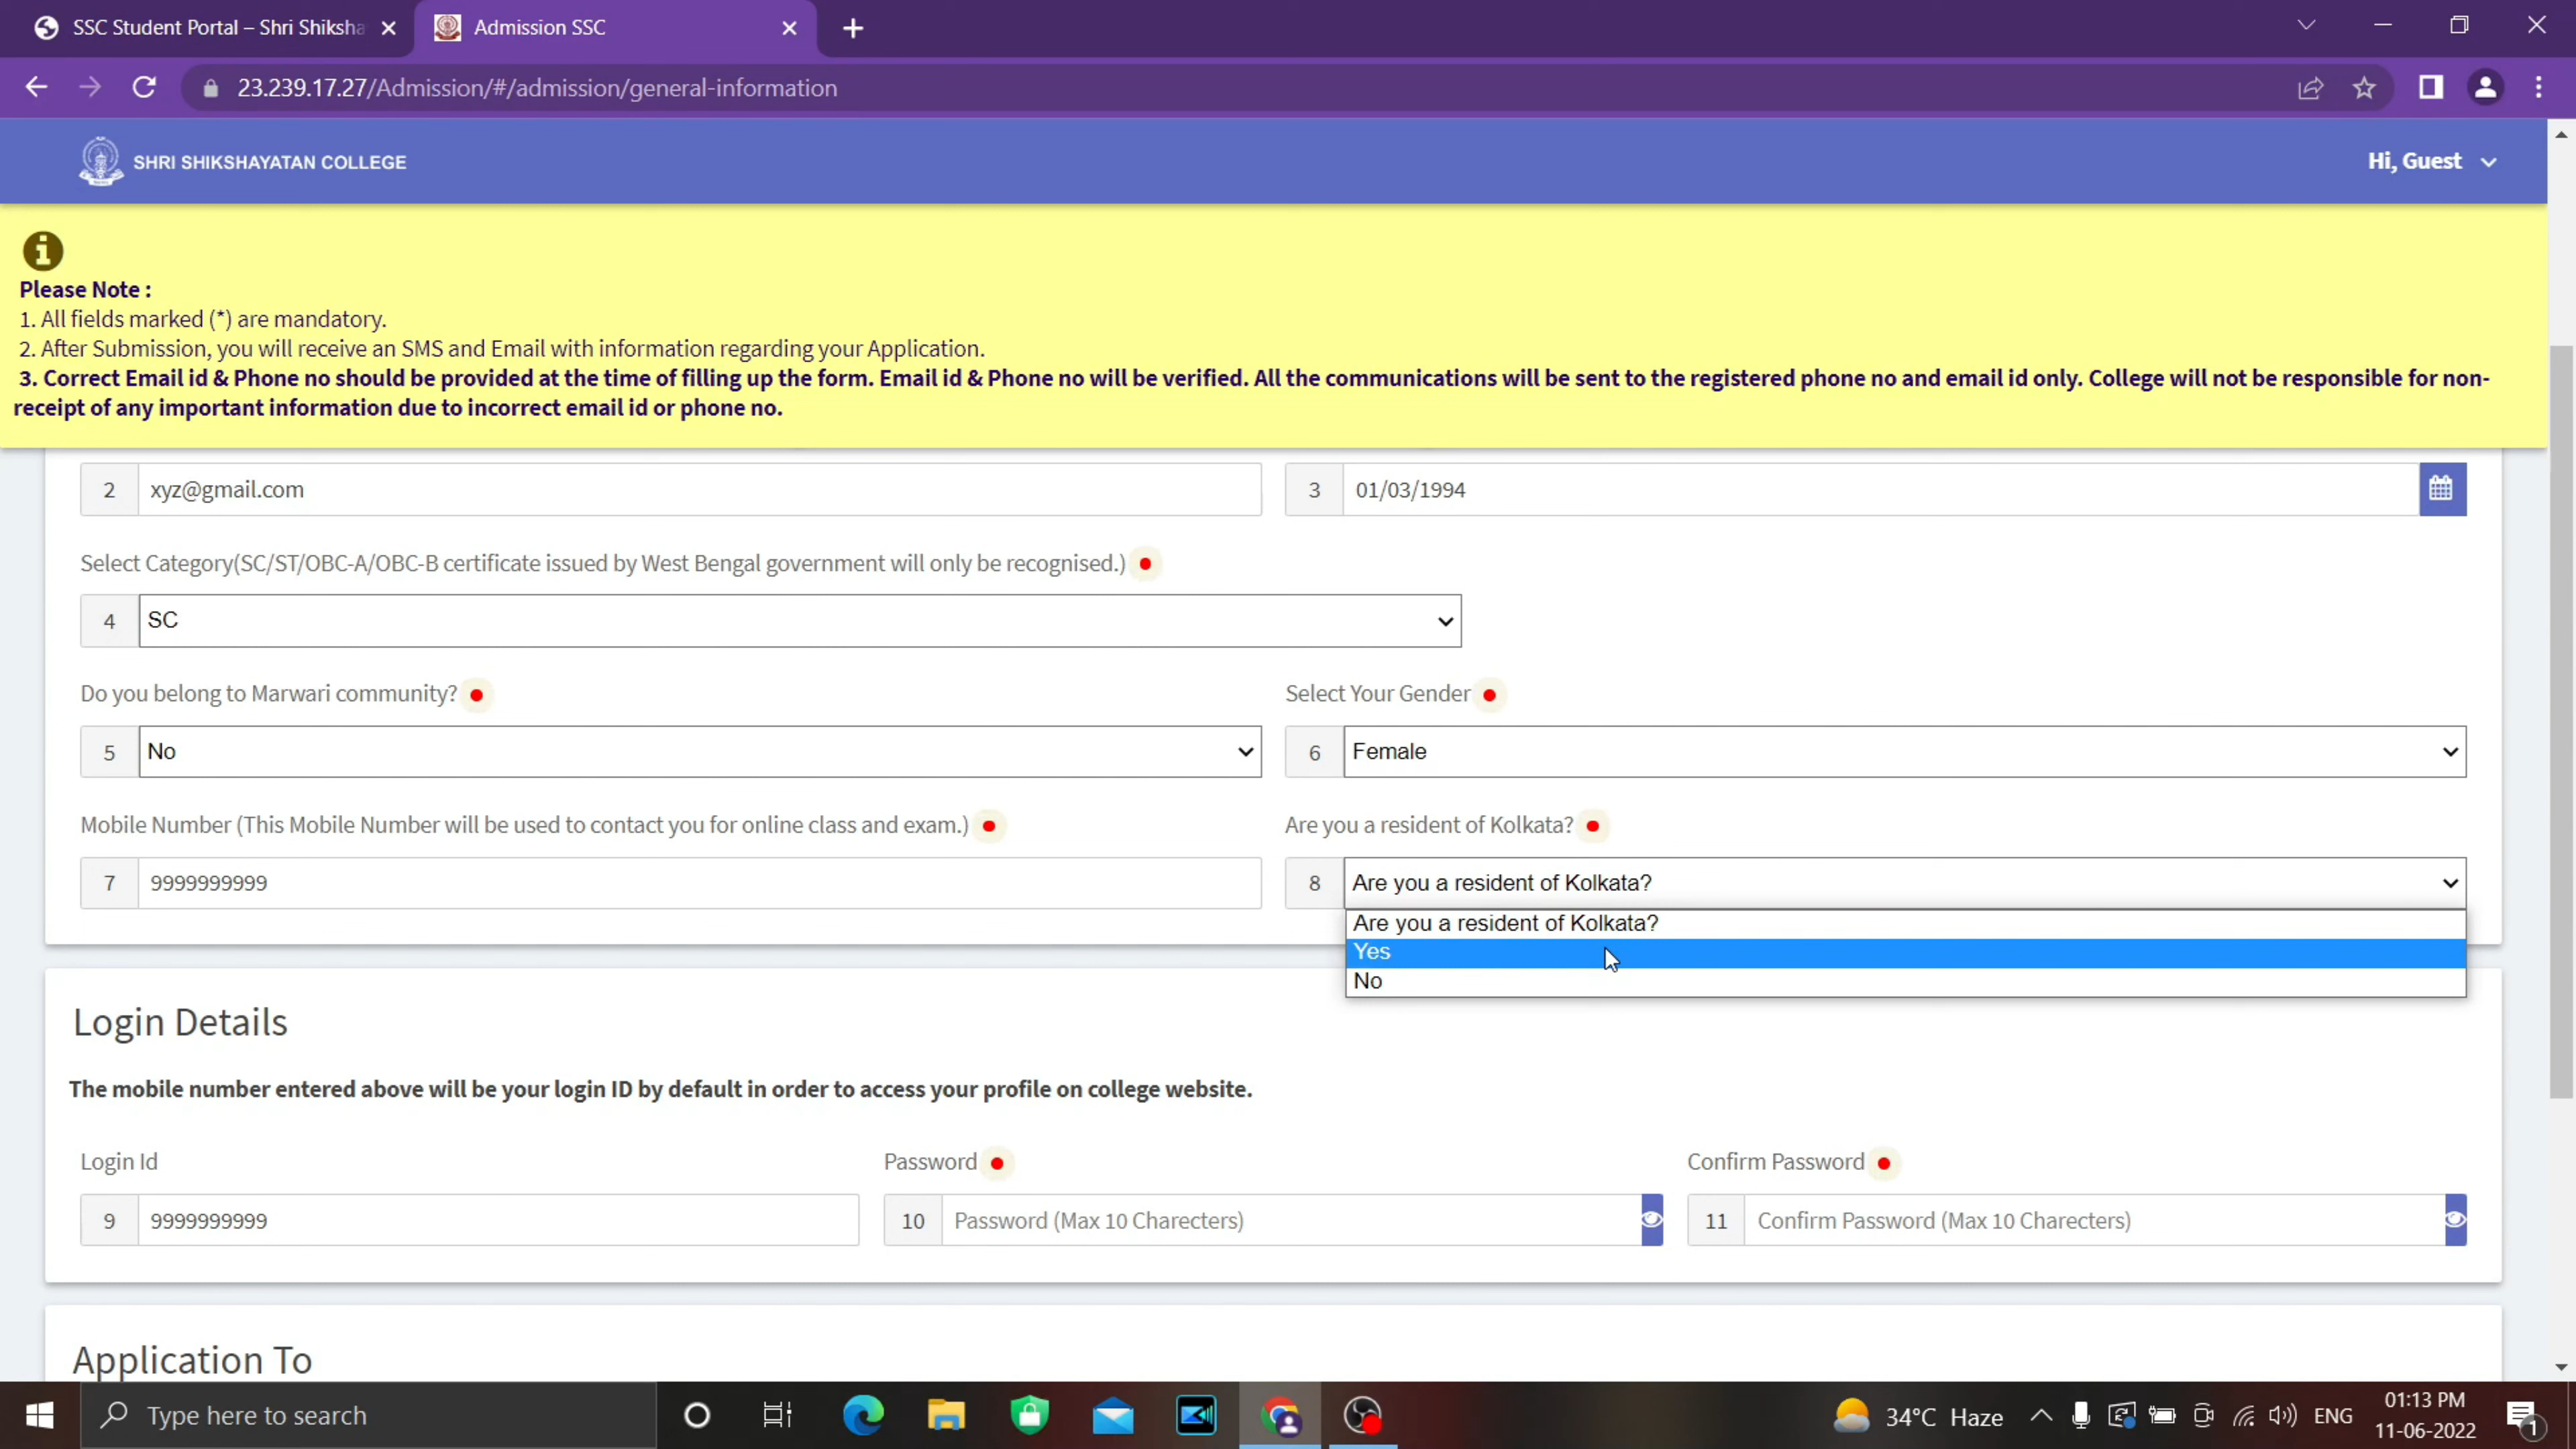 SSC Student Portal – Shri Shiksha
Admission SSC
23.239.17.27/Admission/#/admission/general-information
SHRI SHIKSHAYATAN COLLEGE
Hi, Guest
Please Note :
1. All fields marked (*) are mandatory.
2. After Submission, you will receive an SMS and Email with information regarding your Application.
3. Correct Email id & Phone no should be provided at the time of filling up the form. Email id & Phone no will be verified. All the communications will be sent to the registered phone no and email id only. College will not be responsible for non-
receipt of any important information due to incorrect email id or phone no.
2 xyz@gmail.com
3 01/03/1994
Select Category(SC/ST/OBC-A/OBC-B certificate issued by West Bengal government will only be recognised.)
4 SC
Do you belong to Marwari community?
Select Your Gender
5 No
6 Female
Mobile Number (This Mobile Number will be used to contact you for online class and exam.)
Are you a resident of Kolkata?
7 9999999999
8 Are you a resident of Kolkata?
Are you a resident of Kolkata?
Yes
No
Login Details
The mobile number entered above will be your login ID by default in order to access your profile on college website.
Login Id
Password
Confirm Password
9 9999999999
10 Password (Max 10 Charecters)
11 Confirm Password (Max 10 Charecters)
Application To
Type here to search
34°C Haze
ENG
01:13 PM
11-06-2022
1